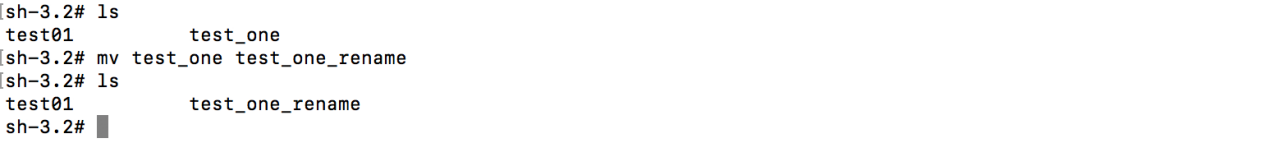 [sh-3.2# ls
test01          test_one
[sh-3.2# mv test_one test_one_rename
[sh-3.2# ls
test01          test_one_rename
sh-3.2#